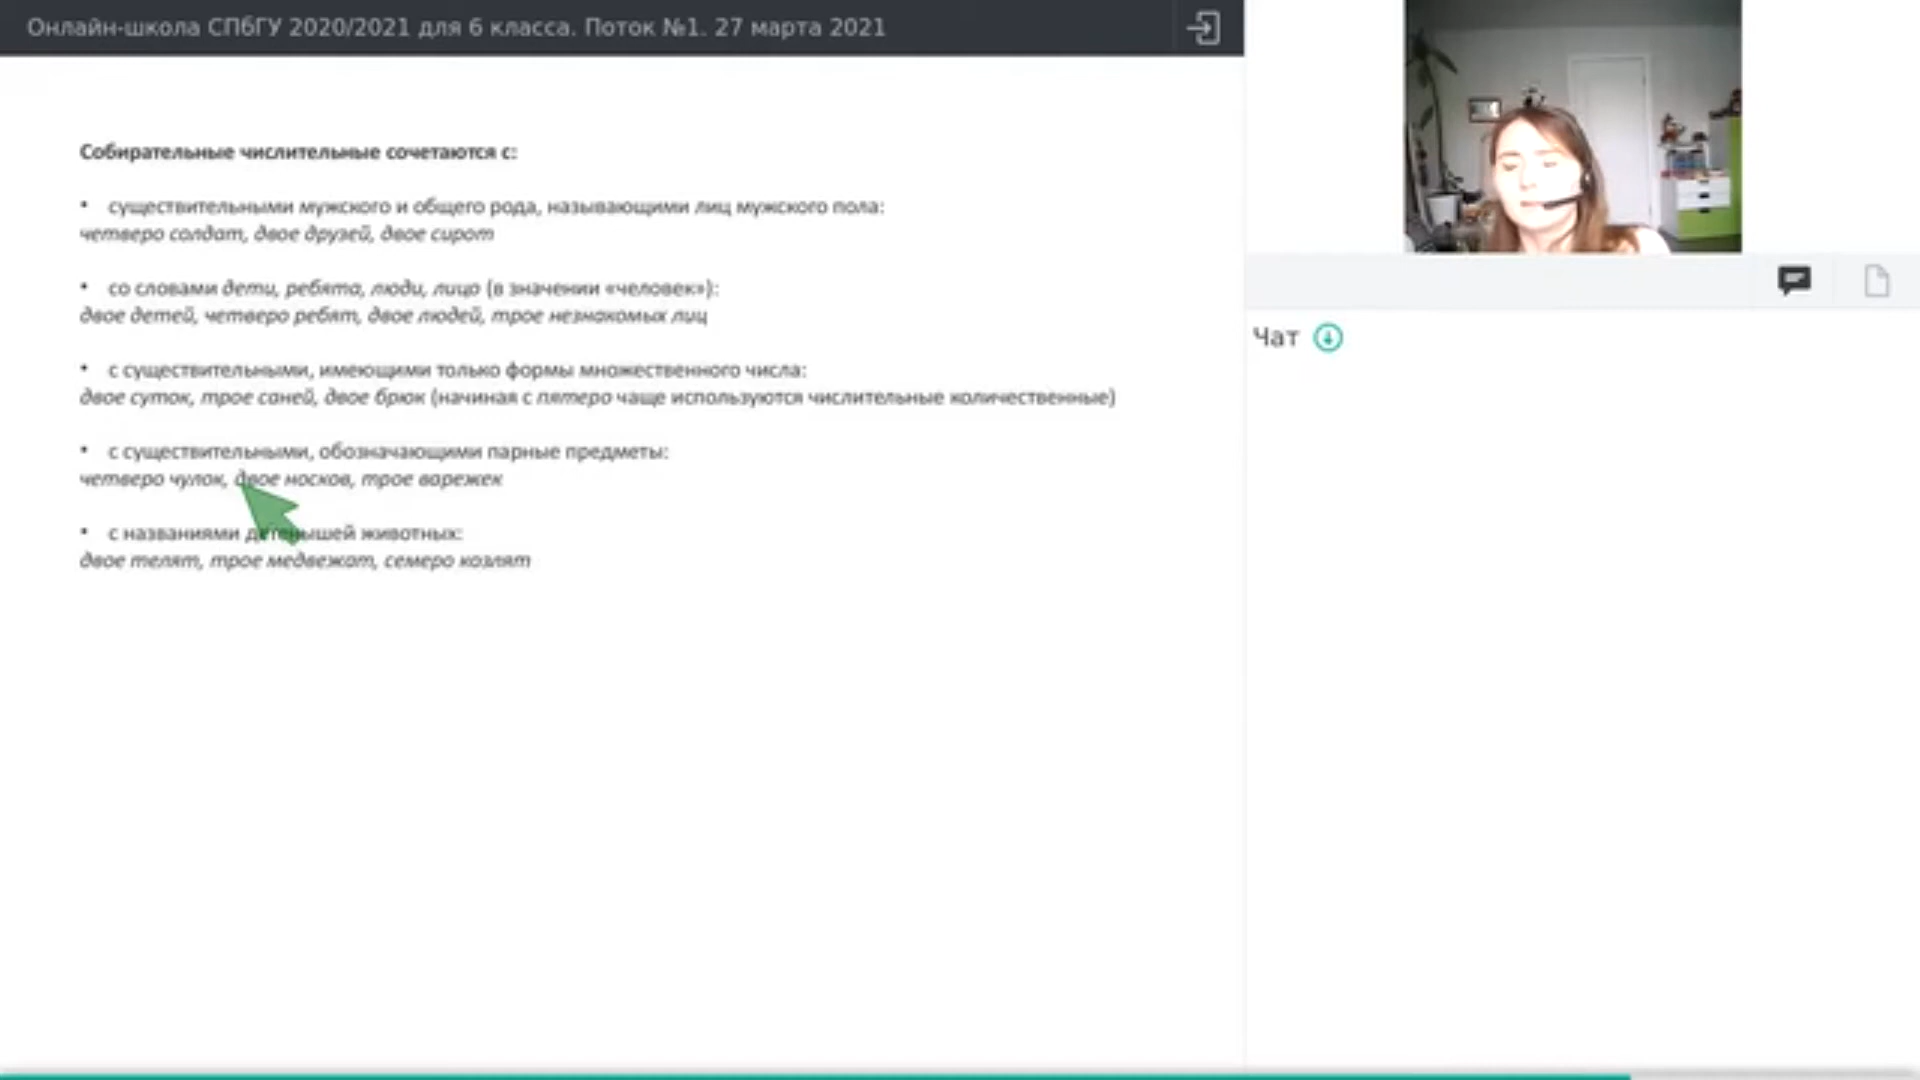 Онлайн-школа СПбГУ 2020/2021 для 6 класса. Поток №1. 27 марта 2021
Собирательные числительные сочетаются с:
• существительными мужского и общего рода, называющими лиц мужского пола:
четверо солдат, двое друзей, двое сирот
• со словами дети, ребята, люди, лицо (в значении «человек»):
двое детей, четверо ребят, двое людей, трое незнакомых лиц
• с существительными, имеющими только формы множественного числа:
двое суток, трое саней, двое брюк (начиная с пятеро чаще используются числительные количественные)
• с существительными, обозначающими парные предметы:
четверо чулок, двое носков, трое варежек
• с названиями детенышей животных:
двое телят, трое медвежат, семеро козлят
Чат